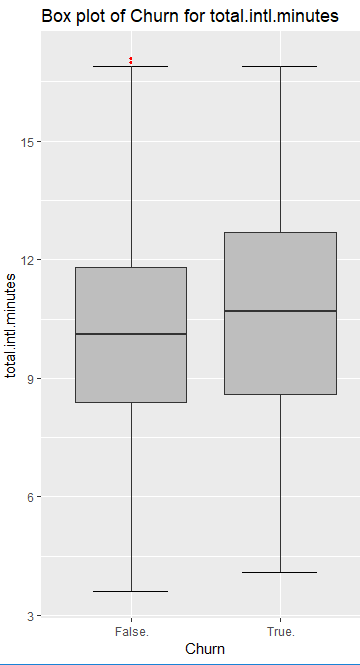 Box plot of Churn for total.intl.minutes
total.intl.minutes
15
12
9
6
3
False.
True.
Churn